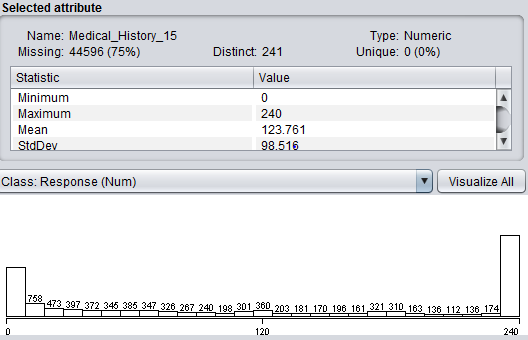 Selected attribute
Name: Medical_History_15 Type: Numeric
Missing: 44596 (75%) Distinct: 241 Unique: 0 (0%)
Statistic Value
Minimum 0
Maximum 240
Mean 123.761
StdDev 98.516
Class: Response (Num) Visualize All
758 473 397 372 345 385 347 326 267 240 198 301 360 203 181 170 196 161 321 310 163 136 112 136 174
0 120 240